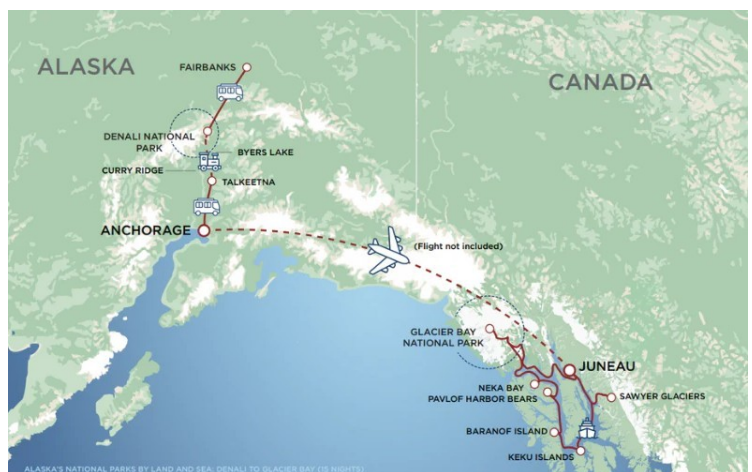 ALASKA
CANADA
FAIRBANKS
DENALI NATIONAL
PARK
BYERS LAKE
CURRY RIDGE
TALKEETNA
ANCHORAGE
(Flight not included)
GLACIER BAY
NATIONAL PARK
JUNEAU
NEKA BAY
PAVLOF HARBOR BEARS
SAWYER GLACIERS
BARANOF ISLAND
KEKU ISLANDS
ALASKA'S NATIONAL PARKS BY LAND AND SEA: DENALI TO GLACIER BAY (15 NIGHTS)